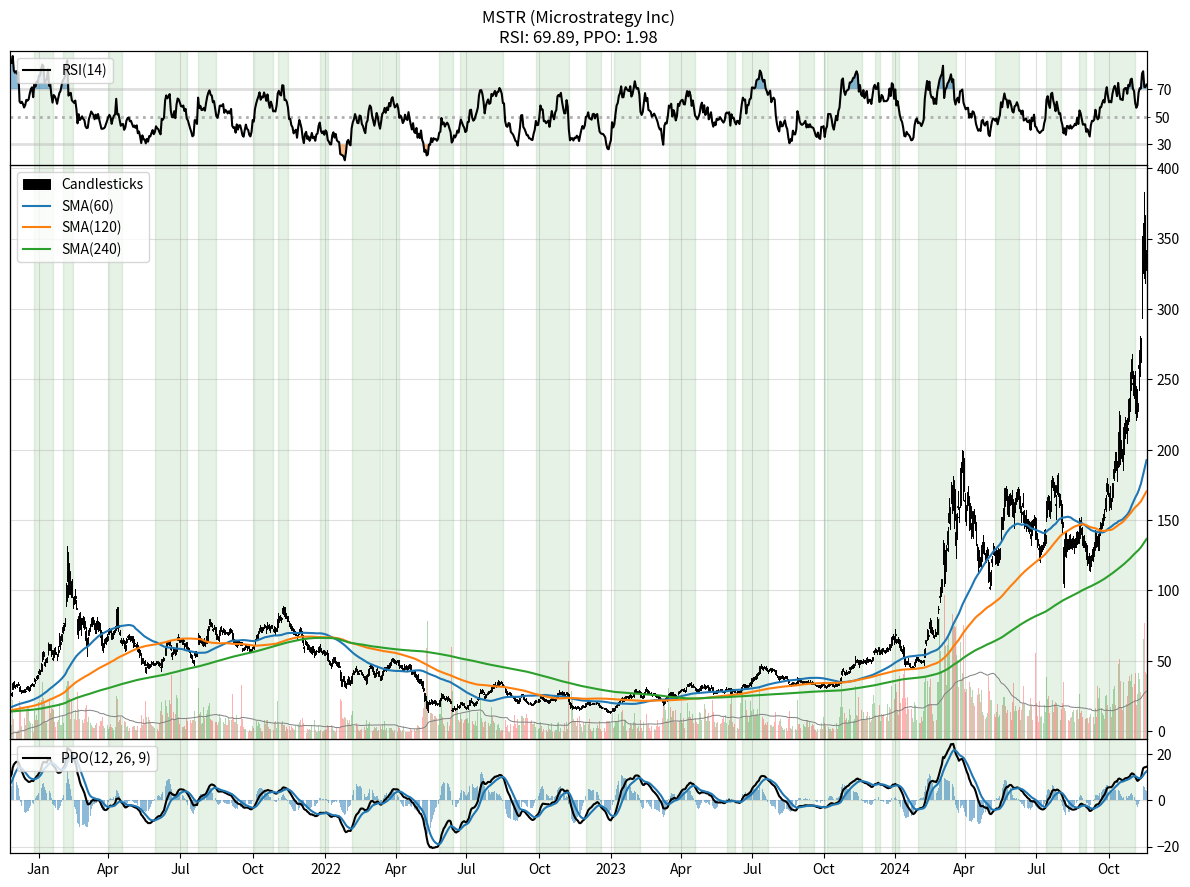 MSTR (Microstrategy Inc)
RSI: 69.89, PPO: 1.98
RSI(14)
70
50
30
Candlesticks
SMA(60)
SMA(120)
SMA(240)
400
350
300
250
200
150
100
50
0
PPO(12, 26, 9)
20
0
−20
Jan Apr Jul Oct 2022 Apr Jul Oct 2023 Apr Jul Oct 2024 Apr Jul Oct